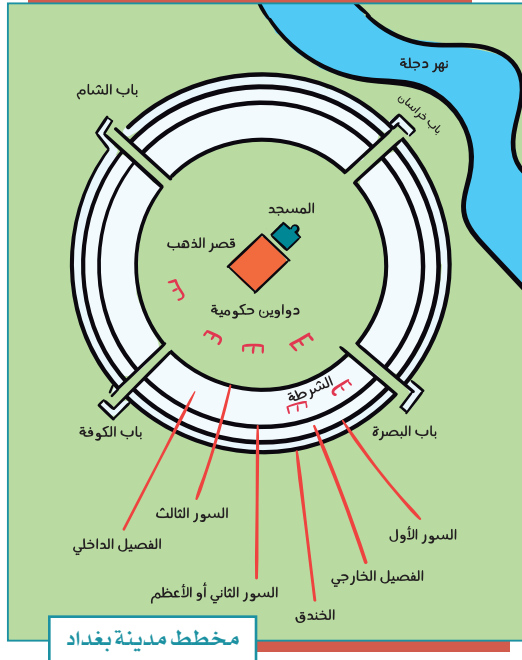 نهر دجلة
باب الشام
باب خراسان
المسجد
قصر الذهب
دواوين حكومية
الشرطة
باب البصرة
باب الكوفة
السور الأول
السور الثالث
الفصيل الداخلي
الفصيل الخارجي
السور الثاني أو الأعظم
الخندق
مخطط مدينة بغداد